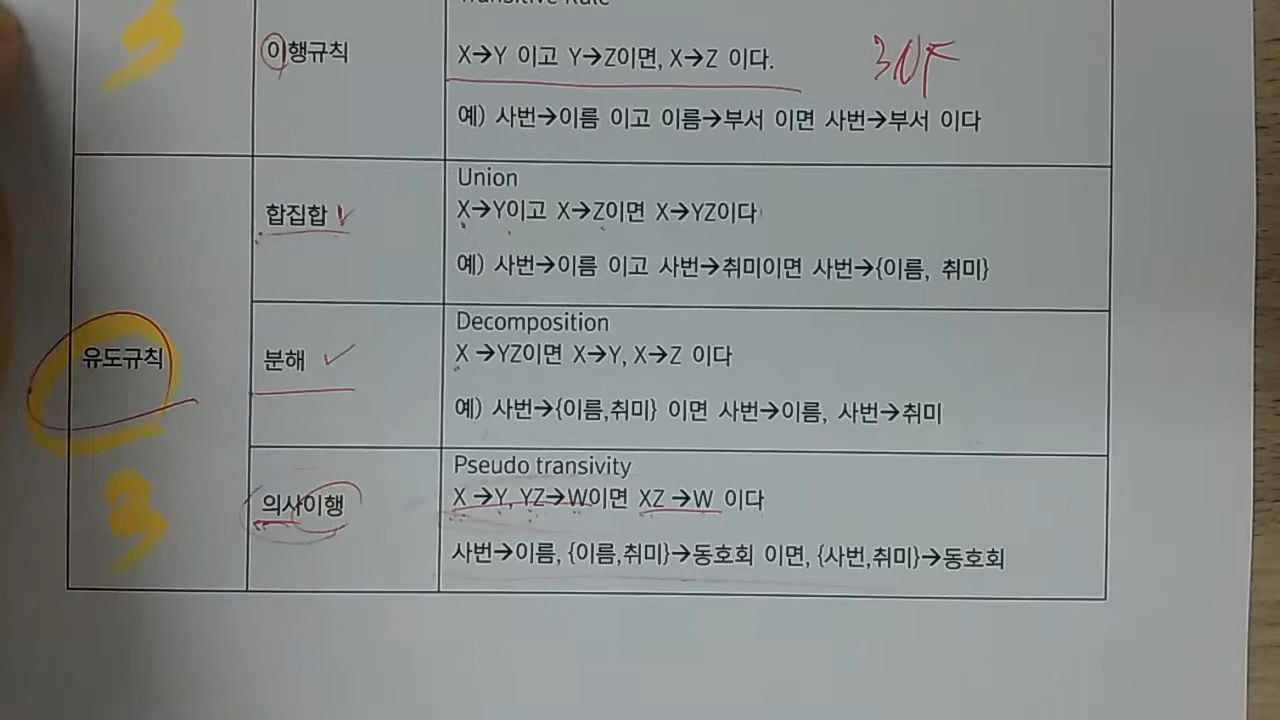 Transitive Rule
이행규칙
X→Y 이고 Y→Z이면, X→Z 이다.
3NF
예) 사번→이름 이고 이름→부서 이면 사번→부서 이다
유도규칙
3
합집합
Union
X→Y이고 X→Z이면 X→YZ이다
예) 사번→이름 이고 사번→취미이면 사번→{이름, 취미}
분해
Decomposition
X →YZ이면 X→Y, X→Z 이다
예) 사번→{이름,취미} 이면 사번→이름, 사번→취미
의사이행
Pseudo transivity
X →Y, YZ→W이면 XZ →W 이다
사번→이름, {이름,취미}→동호회 이면, {사번,취미}→동호회